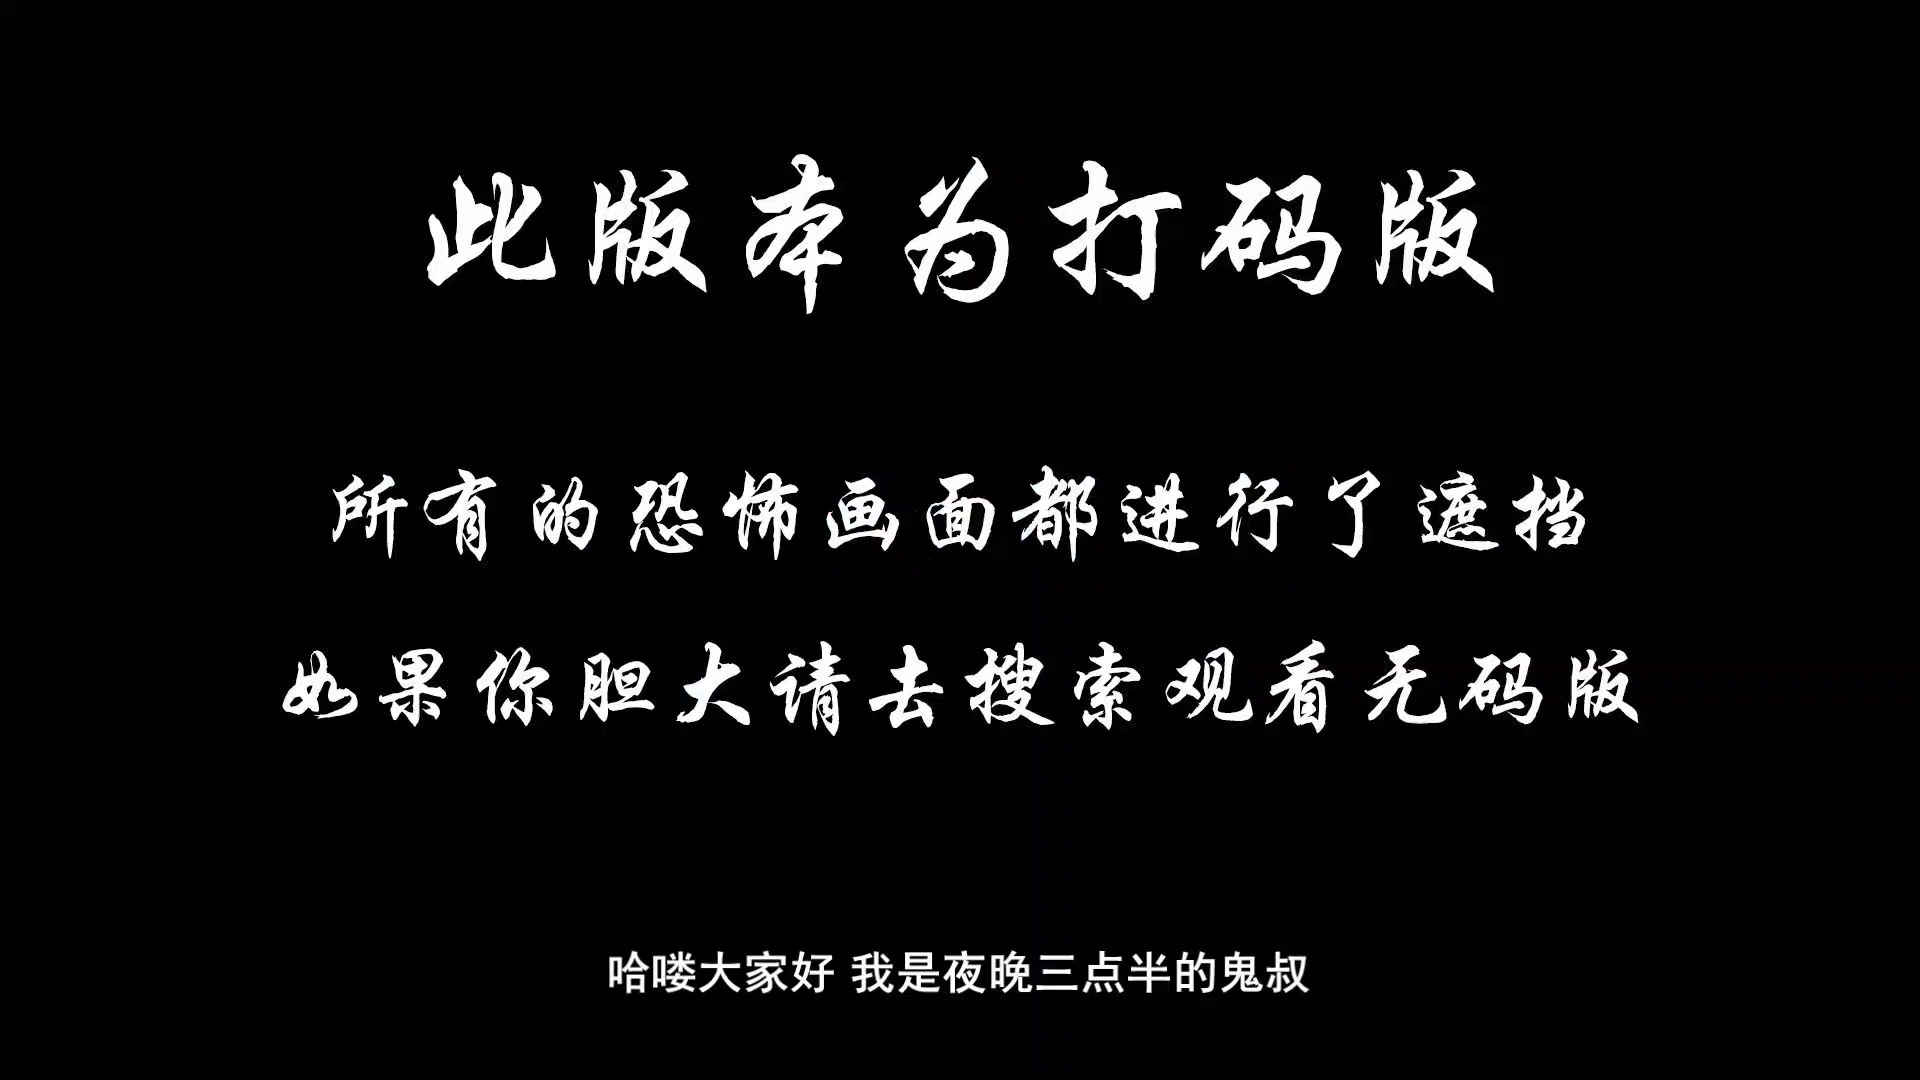 此版本为打码版
所有的恐怖画面都进行了遮挡
如果你胆大请去搜索观看无码版
哈喽大家好 我是夜晚三点半的鬼叔